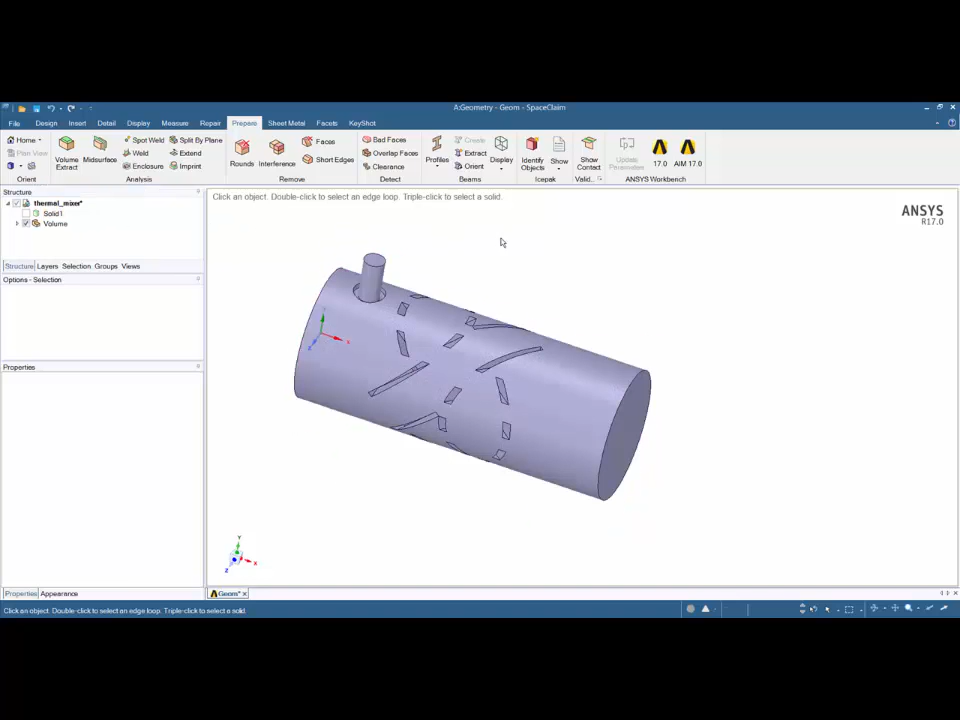 A:Geometry - Geom - SpaceClaim
File Design Insert Detail Display Measure Repair Prepare Sheet Metal Facets KeyShot
Home
Plan View
Orient
Volume Extract
Midsurface
Spot Weld
Weld
Enclosure
Split By Plane
Extend
Imprint
Analysis
Rounds
Interference
Faces
Short Edges
Remove
Bad Faces
Overlap Faces
Clearance
Detect
Profiles
Create
Extract
Orient
Display
Beams
Identify Objects
Show
Icepak
Show Contact
Valid...
Update Parameters
17.0
AIM 17.0
ANSYS Workbench
Structure
thermal_mixer*
Solid1
Volume
Structure Layers Selection Groups Views
Options - Selection
Properties
Properties Appearance
Click an object. Double-click to select an edge loop. Triple-click to select a solid.
ANSYS
R17.0
X
Z
Y
Z
X
Geom*
Click an object. Double-click to select an edge loop. Triple-click to select a solid.